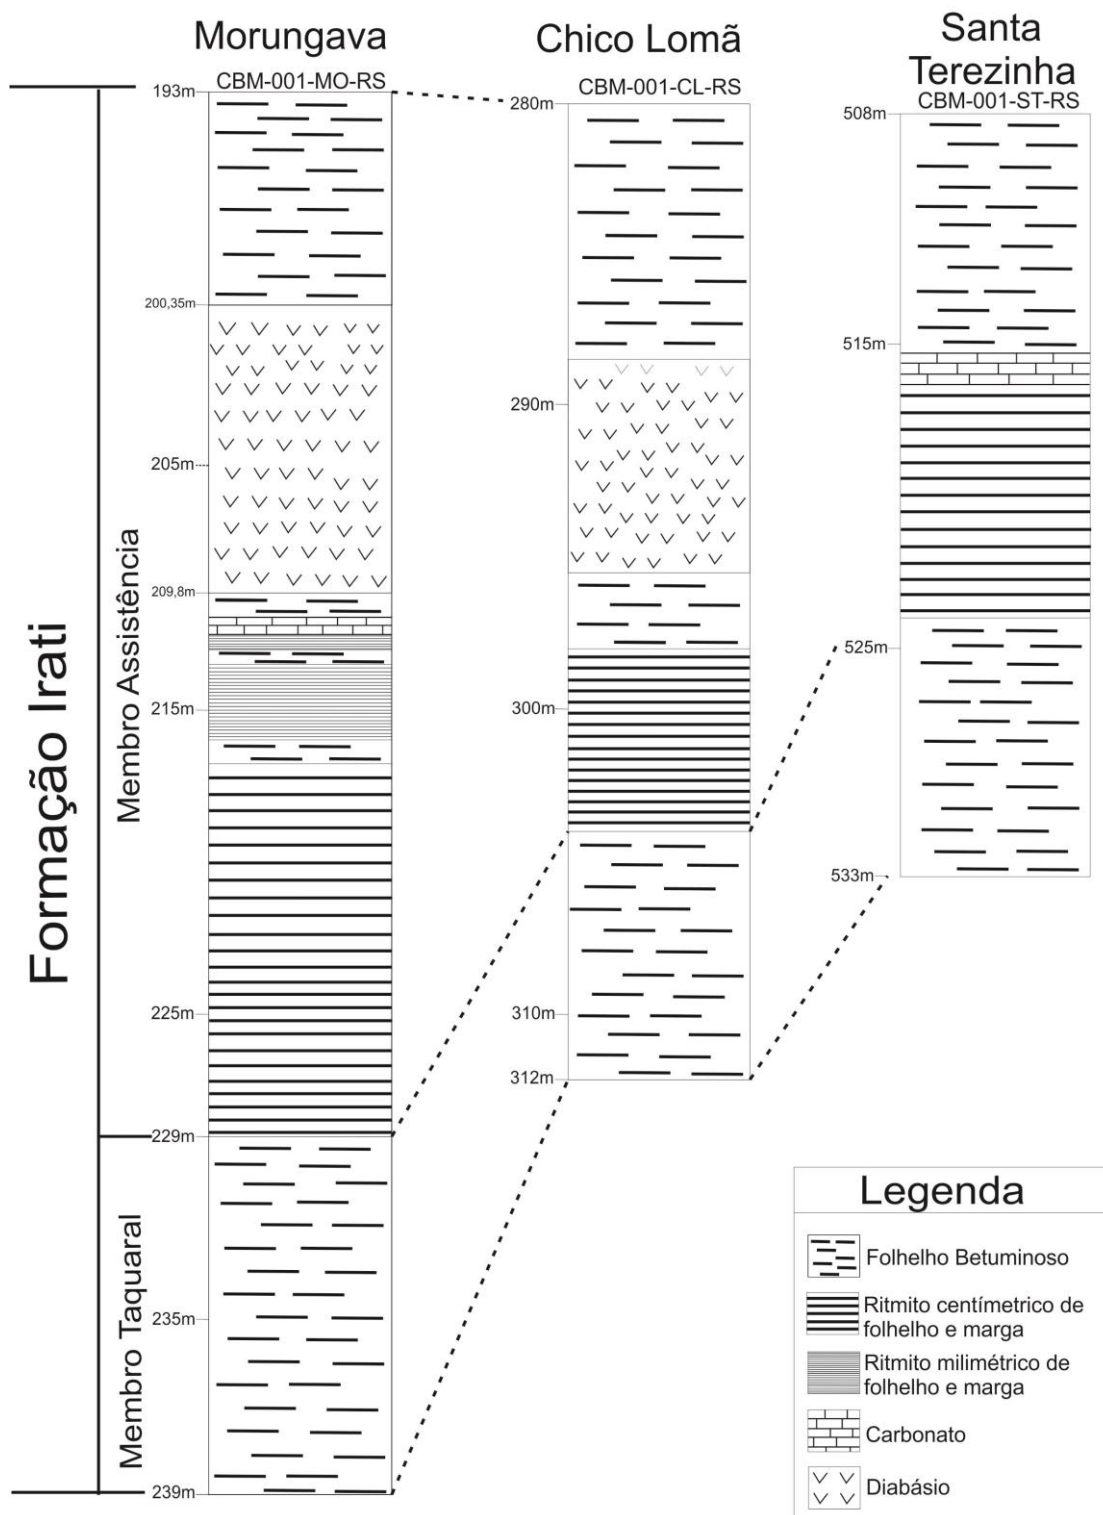 Morungava
CBM-001-MO-RS
193m
200,35m
205m
209,8m
215m
225m
229m
235m
239m
Chico Lomã
CBM-001-CL-RS
280m
290m
300m
310m
312m
Santa
Terezinha
CBM-001-ST-RS
508m
515m
525m
533m
Formação Irati
Membro Assistência
Membro Taquaral
Legenda
Folhelho Betuminoso
Ritmito centímetrico de
folhelho e marga
Ritmito milimétrico de
folhelho e marga
Carbonato
Diabásio